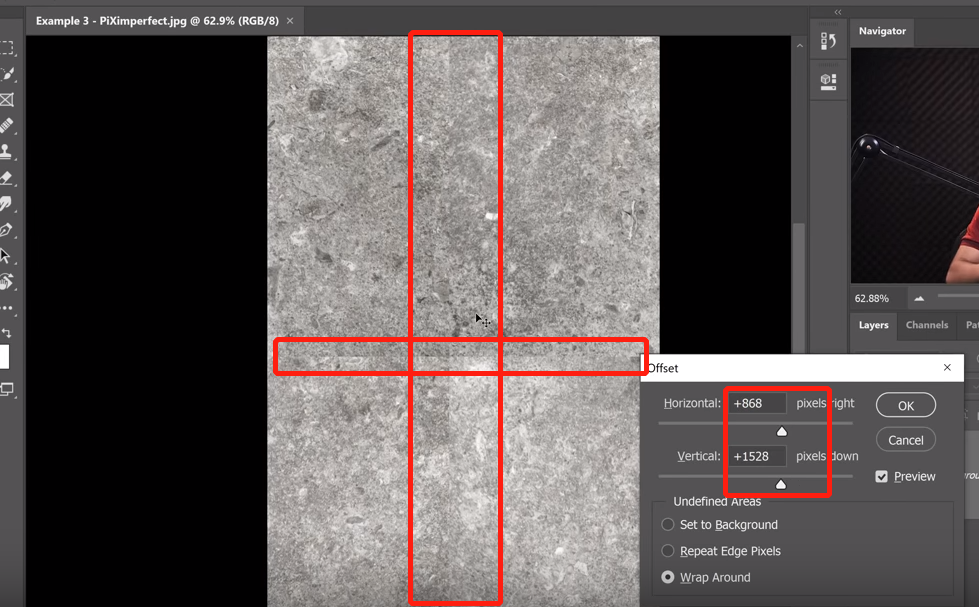 Example 3 - PiXimperfect.jpg @ 62.9% (RGB/8) ×
Navigator
62.88%
Layers Channels
Offset ×
Horizontal: +868 pixels right OK
Cancel
Vertical: +1528 pixels down
Preview
Undefined Areas
Set to Background
Repeat Edge Pixels
Wrap Around